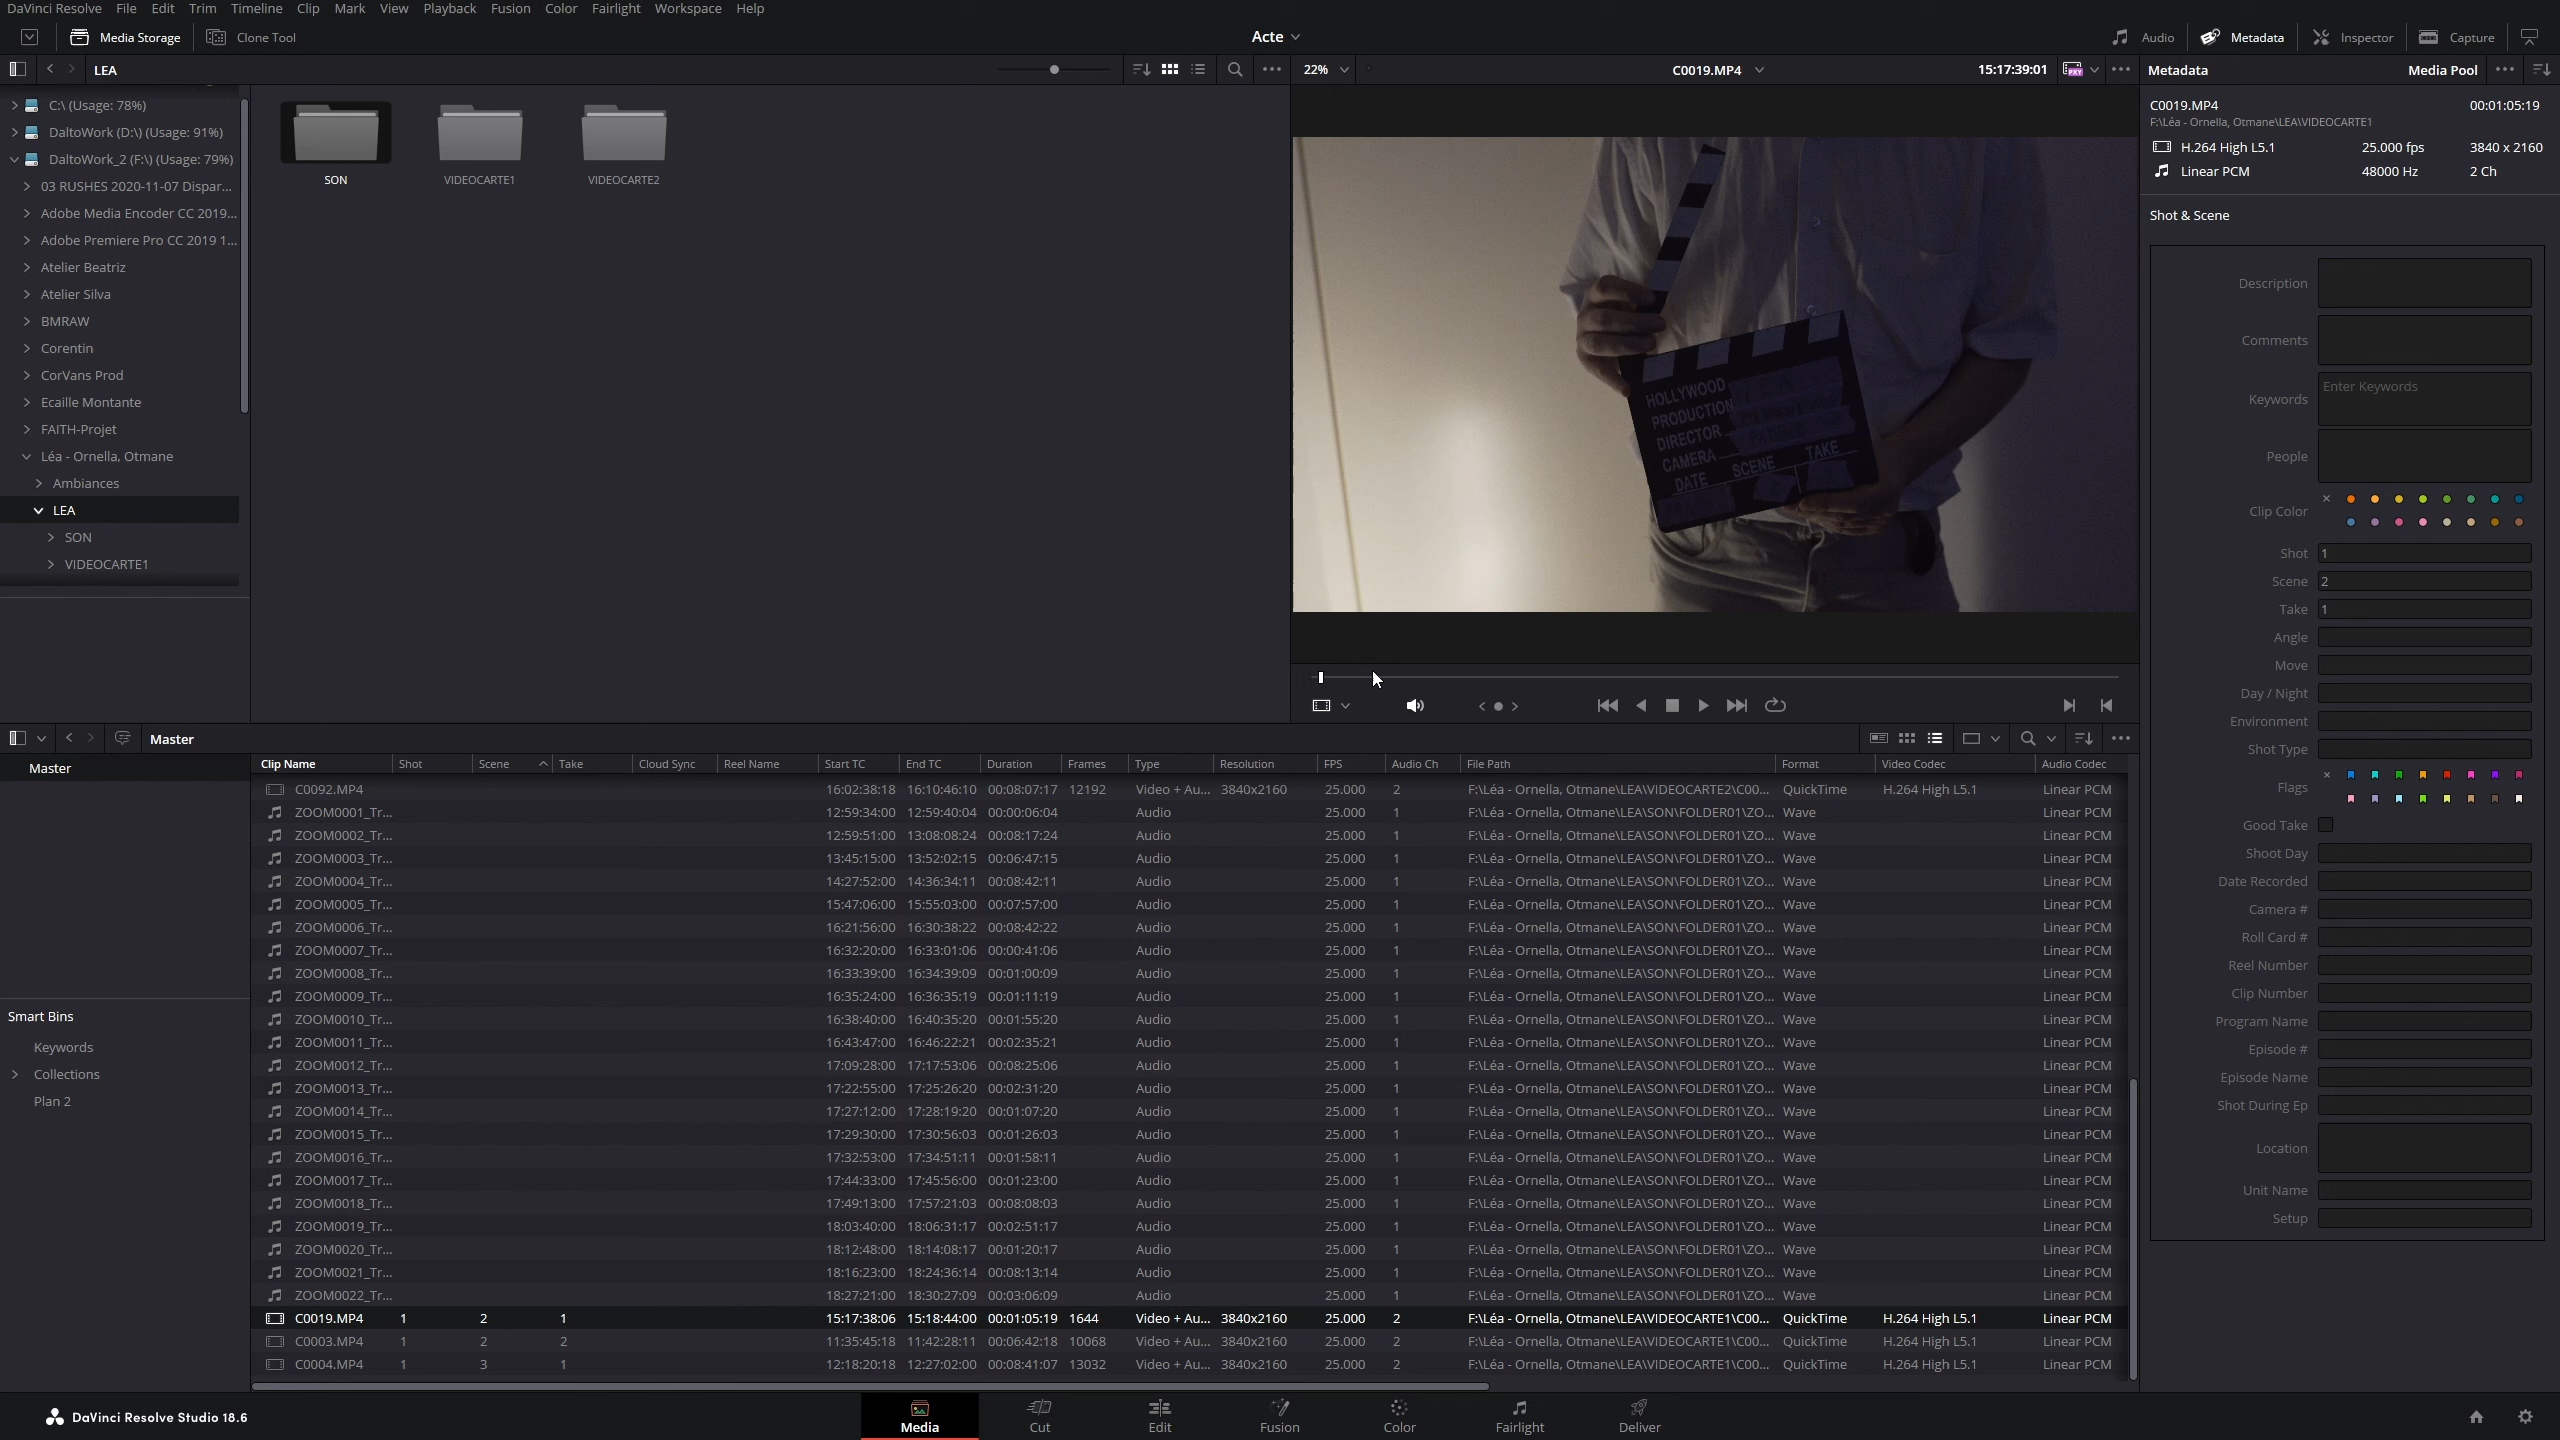 DaVinci Resolve File Edit Trim Timeline Clip Mark View Playback Fusion Color Fairlight Workspace Help
Media Storage Clone Tool Acte Audio Metadata Inspector Capture
LEA 22% C0019.MP4 15:17:39:01 Metadata Media Pool
C:\ (Usage: 78%)
DaltoWork (D:\) (Usage: 91%)
DaltoWork_2 (F:\) (Usage: 79%)
03 RUSHES 2020-11-07 Dispar...
Adobe Media Encoder CC 2019...
Adobe Premiere Pro CC 2019 1...
Atelier Beatriz
Atelier Silva
BMRAW
Corentin
CorVans Prod
Ecaille Montante
FAITH-Projet
Léa - Ornella, Otmane
Ambiances
LEA
SON
VIDEOCARTE1
SON VIDEOCARTE1 VIDEOCARTE2
HOLLYWOOD
PRODUCTION
DIRECTOR
CAMERA
DATE SCENE TAKE
C0019.MP4 00:01:05:19
F:\Léa - Ornella, Otmane\LEA\VIDEOCARTE1
H.264 High L5.1 25.000 fps 3840 x 2160
Linear PCM 48000 Hz 2 Ch
Shot & Scene
Description
Comments
Keywords Enter Keywords
People
Clip Color
Shot 1
Scene 2
Take 1
Angle
Move
Day / Night
Environment
Shot Type
Flags
Good Take
Shoot Day
Date Recorded
Camera #
Roll Card #
Reel Number
Clip Number
Program Name
Episode #
Episode Name
Shot During Ep
Location
Unit Name
Setup
Master
Master
Smart Bins
Keywords
Collections
Plan 2
Clip Name Shot Scene Take Cloud Sync Reel Name Start TC End TC Duration Frames Type Resolution FPS Audio Ch File Path Format Video Codec Audio Codec
C0092.MP4 16:02:38:18 16:10:46:10 00:08:07:17 12192 Video + Au... 3840x2160 25.000 2 F:\Léa - Ornella, Otmane\LEA\VIDEOCARTE2\C00... QuickTime H.264 High L5.1 Linear PCM
ZOOM0001_Tr... 12:59:34:00 12:59:40:04 00:00:06:04 Audio 25.000 1 F:\Léa - Ornella, Otmane\LEA\SON\FOLDER01\ZO... Wave Linear PCM
ZOOM0002_Tr... 12:59:51:00 13:08:08:24 00:08:17:24 Audio 25.000 1 F:\Léa - Ornella, Otmane\LEA\SON\FOLDER01\ZO... Wave Linear PCM
ZOOM0003_Tr... 13:45:15:00 13:52:02:15 00:06:47:15 Audio 25.000 1 F:\Léa - Ornella, Otmane\LEA\SON\FOLDER01\ZO... Wave Linear PCM
ZOOM0004_Tr... 14:27:52:00 14:36:34:11 00:08:42:11 Audio 25.000 1 F:\Léa - Ornella, Otmane\LEA\SON\FOLDER01\ZO... Wave Linear PCM
ZOOM0005_Tr... 15:47:06:00 15:55:03:00 00:07:57:00 Audio 25.000 1 F:\Léa - Ornella, Otmane\LEA\SON\FOLDER01\ZO... Wave Linear PCM
ZOOM0006_Tr... 16:21:56:00 16:30:38:22 00:08:42:22 Audio 25.000 1 F:\Léa - Ornella, Otmane\LEA\SON\FOLDER01\ZO... Wave Linear PCM
ZOOM0007_Tr... 16:32:20:00 16:33:01:06 00:00:41:06 Audio 25.000 1 F:\Léa - Ornella, Otmane\LEA\SON\FOLDER01\ZO... Wave Linear PCM
ZOOM0008_Tr... 16:33:39:00 16:34:39:09 00:01:00:09 Audio 25.000 1 F:\Léa - Ornella, Otmane\LEA\SON\FOLDER01\ZO... Wave Linear PCM
ZOOM0009_Tr... 16:35:24:00 16:36:35:19 00:01:11:19 Audio 25.000 1 F:\Léa - Ornella, Otmane\LEA\SON\FOLDER01\ZO... Wave Linear PCM
ZOOM0010_Tr... 16:38:40:00 16:40:35:20 00:01:55:20 Audio 25.000 1 F:\Léa - Ornella, Otmane\LEA\SON\FOLDER01\ZO... Wave Linear PCM
ZOOM0011_Tr... 16:43:47:00 16:46:22:21 00:02:35:21 Audio 25.000 1 F:\Léa - Ornella, Otmane\LEA\SON\FOLDER01\ZO... Wave Linear PCM
ZOOM0012_Tr... 17:09:28:00 17:17:53:06 00:08:25:06 Audio 25.000 1 F:\Léa - Ornella, Otmane\LEA\SON\FOLDER01\ZO... Wave Linear PCM
ZOOM0013_Tr... 17:22:55:00 17:25:26:20 00:02:31:20 Audio 25.000 1 F:\Léa - Ornella, Otmane\LEA\SON\FOLDER01\ZO... Wave Linear PCM
ZOOM0014_Tr... 17:27:12:00 17:28:19:20 00:01:07:20 Audio 25.000 1 F:\Léa - Ornella, Otmane\LEA\SON\FOLDER01\ZO... Wave Linear PCM
ZOOM0015_Tr... 17:29:30:00 17:30:56:03 00:01:26:03 Audio 25.000 1 F:\Léa - Ornella, Otmane\LEA\SON\FOLDER01\ZO... Wave Linear PCM
ZOOM0016_Tr... 17:32:53:00 17:34:51:11 00:01:58:11 Audio 25.000 1 F:\Léa - Ornella, Otmane\LEA\SON\FOLDER01\ZO... Wave Linear PCM
ZOOM0017_Tr... 17:44:33:00 17:45:56:00 00:01:23:00 Audio 25.000 1 F:\Léa - Ornella, Otmane\LEA\SON\FOLDER01\ZO... Wave Linear PCM
ZOOM0018_Tr... 17:49:13:00 17:57:21:03 00:08:08:03 Audio 25.000 1 F:\Léa - Ornella, Otmane\LEA\SON\FOLDER01\ZO... Wave Linear PCM
ZOOM0019_Tr... 18:03:40:00 18:06:31:17 00:02:51:17 Audio 25.000 1 F:\Léa - Ornella, Otmane\LEA\SON\FOLDER01\ZO... Wave Linear PCM
ZOOM0020_Tr... 18:12:48:00 18:14:08:17 00:01:20:17 Audio 25.000 1 F:\Léa - Ornella, Otmane\LEA\SON\FOLDER01\ZO... Wave Linear PCM
ZOOM0021_Tr... 18:16:23:00 18:24:36:14 00:08:13:14 Audio 25.000 1 F:\Léa - Ornella, Otmane\LEA\SON\FOLDER01\ZO... Wave Linear PCM
ZOOM0022_Tr... 18:27:21:00 18:30:27:09 00:03:06:09 Audio 25.000 1 F:\Léa - Ornella, Otmane\LEA\SON\FOLDER01\ZO... Wave Linear PCM
C0019.MP4 1 2 1 15:17:38:06 15:18:44:00 00:01:05:19 1644 Video + Au... 3840x2160 25.000 2 F:\Léa - Ornella, Otmane\LEA\VIDEOCARTE1\C00... QuickTime H.264 High L5.1 Linear PCM
C0003.MP4 1 2 2 11:35:45:18 11:42:28:11 00:06:42:18 10068 Video + Au... 3840x2160 25.000 2 F:\Léa - Ornella, Otmane\LEA\VIDEOCARTE1\C00... QuickTime H.264 High L5.1 Linear PCM
C0004.MP4 1 3 1 12:18:20:18 12:27:02:00 00:08:41:07 13032 Video + Au... 3840x2160 25.000 2 F:\Léa - Ornella, Otmane\LEA\VIDEOCARTE1\C00... QuickTime H.264 High L5.1 Linear PCM
DaVinci Resolve Studio 18.6 Media Cut Edit Fusion Color Fairlight Deliver